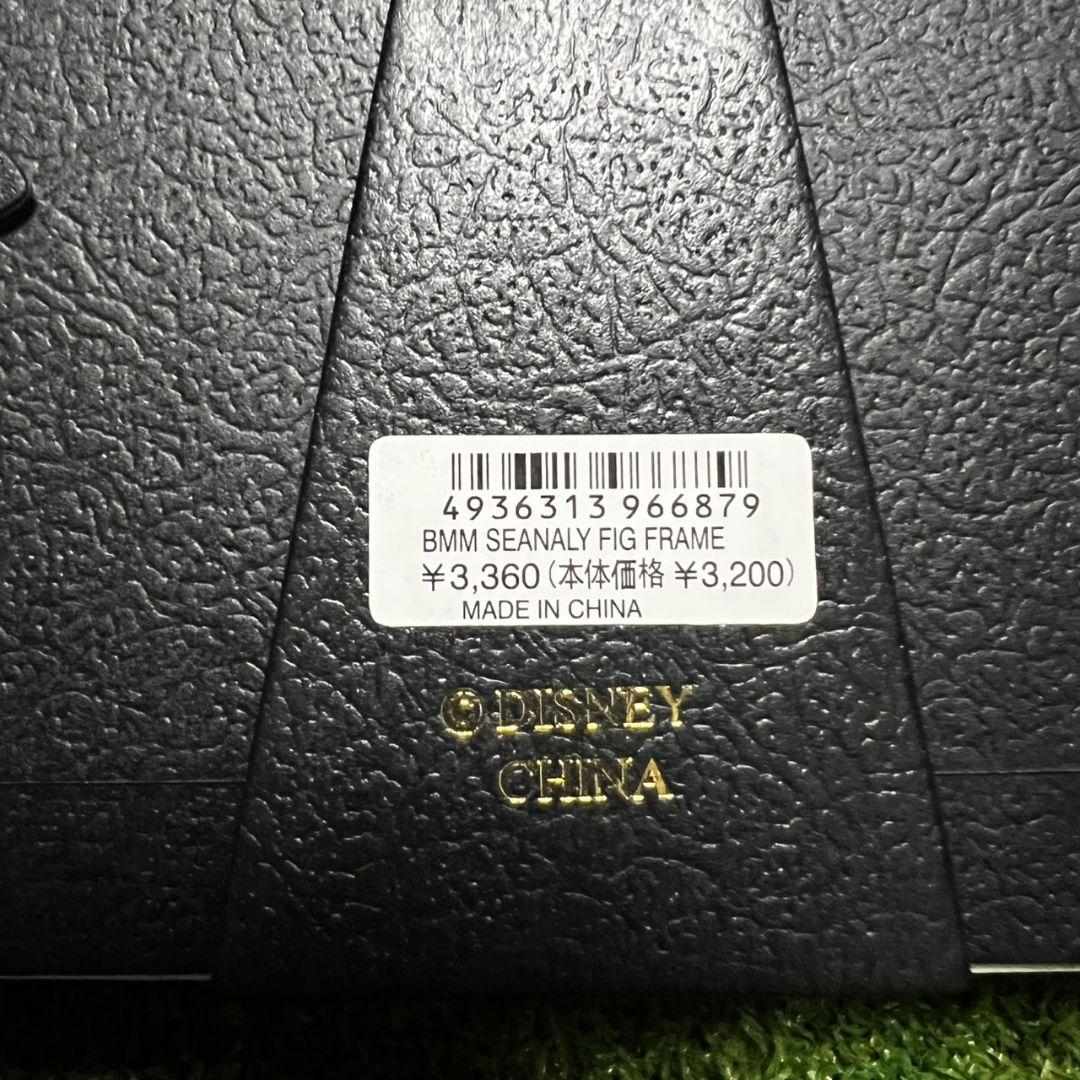 4936313 966879
BMM SEANALY FIG FRAME
¥3,360(本体価格 ¥3,200)
MADE IN CHINA
© DISNEY
CHINA